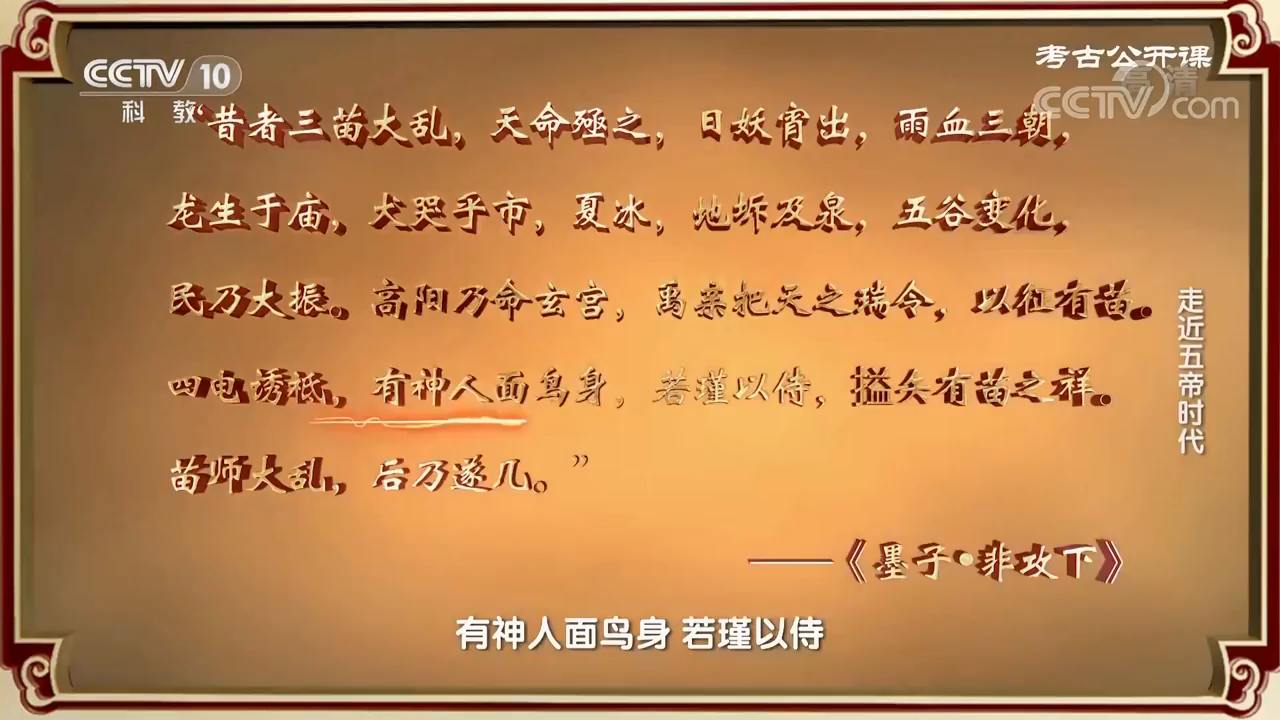 CCTV 10
科教
考古公开课
高清
CCTV.com
“昔者三苗大乱，天命殛之，日妖宵出，雨血三朝，
龙生于庙，犬哭乎市，夏冰，地坼及泉，五谷变化，
民乃大振。高阳乃命玄宫，禹亲把天之瑞令，以征有苗。
四电诱祗，有神人面鸟身，若瑾以侍，搤矢有苗之祥。
苗师大乱，后乃遂几。”
——《墨子•非攻下》
走近五帝时代
有神人面鸟身 若瑾以侍